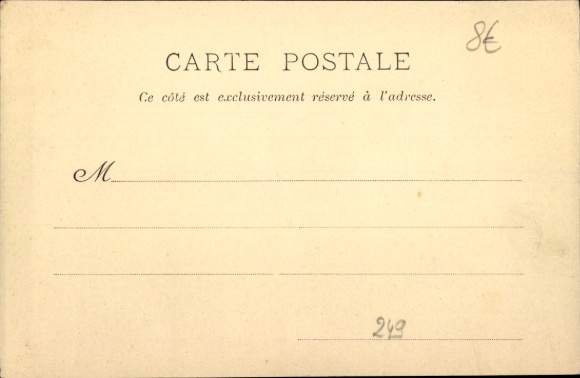 8€
CARTE POSTALE
Ce côté est exclusivement réservé à l'adresse.
M
249